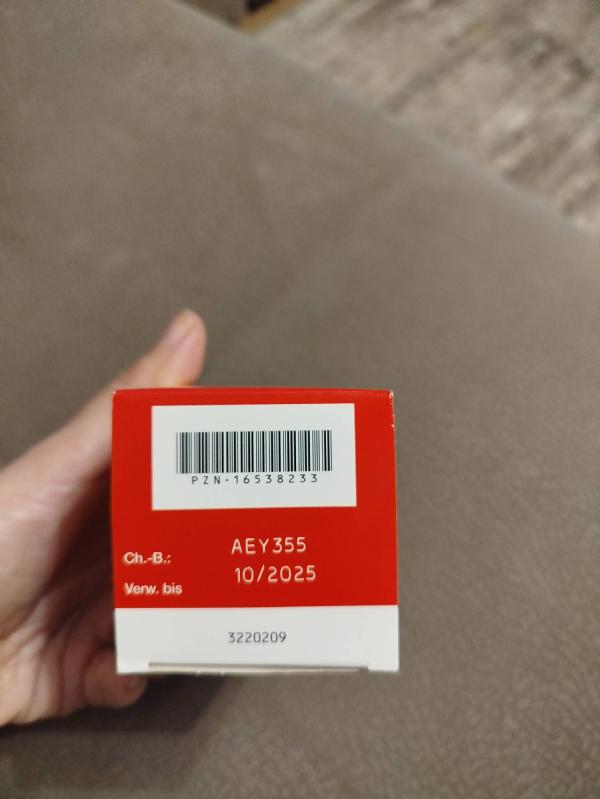 PZN-16538233
Ch.-B.: AEY355
Verw. bis 10/2025
3220209